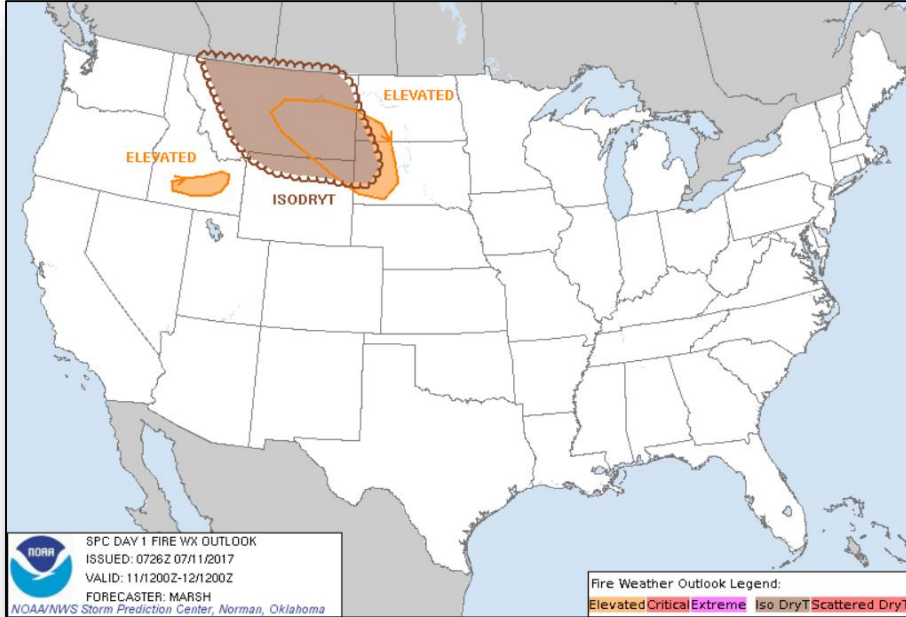 ELEVATED
ELEVATED
ISODRYT
NOAA
SPC DAY 1 FIRE WX OUTLOOK
ISSUED: 0726Z 07/11/2017
VALID: 11/1200Z-12/1200Z
FORECASTER: MARSH
NOAA/NWS Storm Prediction Center, Norman, Oklahoma
Fire Weather Outlook Legend:
Elevated Critical Extreme Iso DryT Scattered DryT